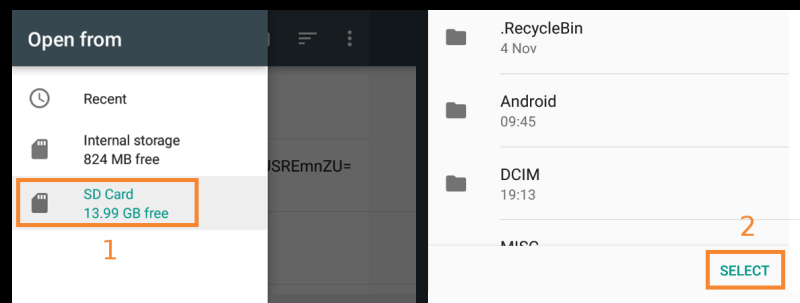 Open from
Recent
Internal storage
824 MB free
SD Card
13.99 GB free
1
JSREmnZU=
.RecycleBin
4 Nov
Android
09:45
DCIM
19:13
MISC
2
SELECT